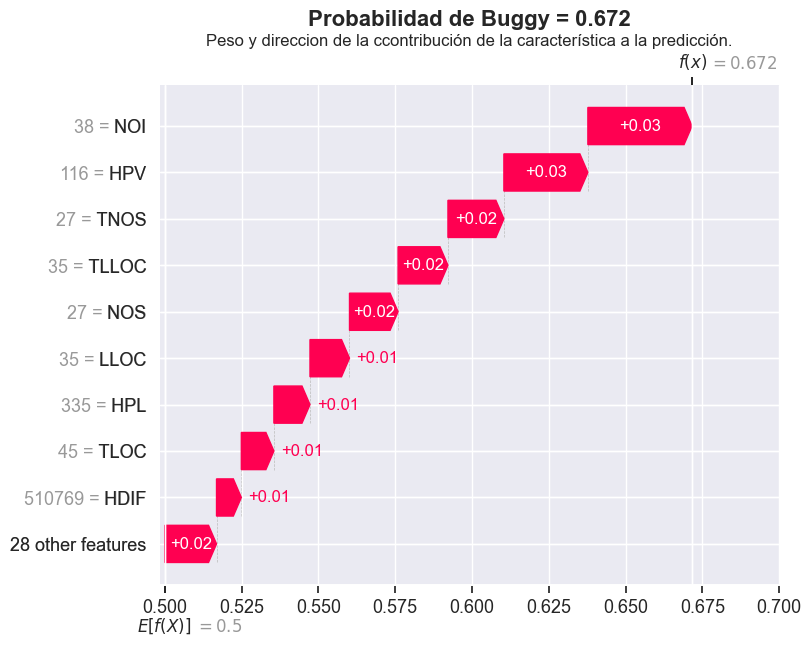 Probabilidad de Buggy = 0.672
Peso y direccion de la ccontribución de la característica a la predicción.
f(x) = 0.672
38 = NOI +0.03
116 = HPV +0.03
27 = TNOS +0.02
35 = TLLOC +0.02
27 = NOS +0.02
35 = LLOC +0.01
335 = HPL +0.01
45 = TLOC +0.01
510769 = HDIF +0.01
28 other features +0.02
0.500 0.525 0.550 0.575 0.600 0.625 0.650 0.675 0.700
E[f(X)] = 0.5